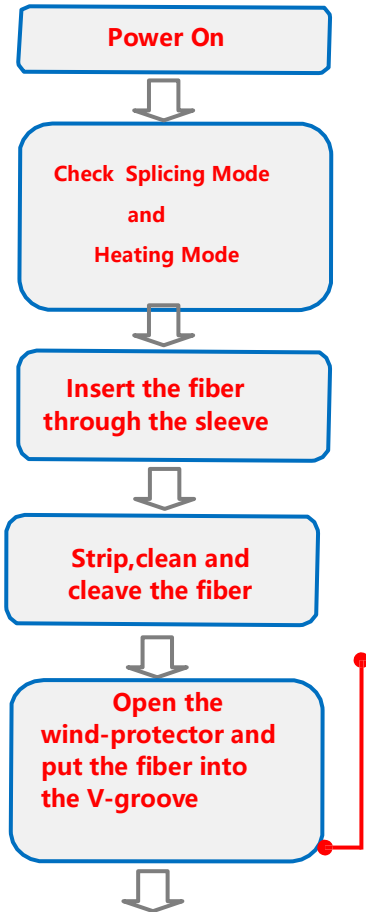 Power On
Check Splicing Mode
and
Heating Mode
Insert the fiber
through the sleeve
Strip,clean and
cleave the fiber
Open the
wind-protector and
put the fiber into
the V-groove